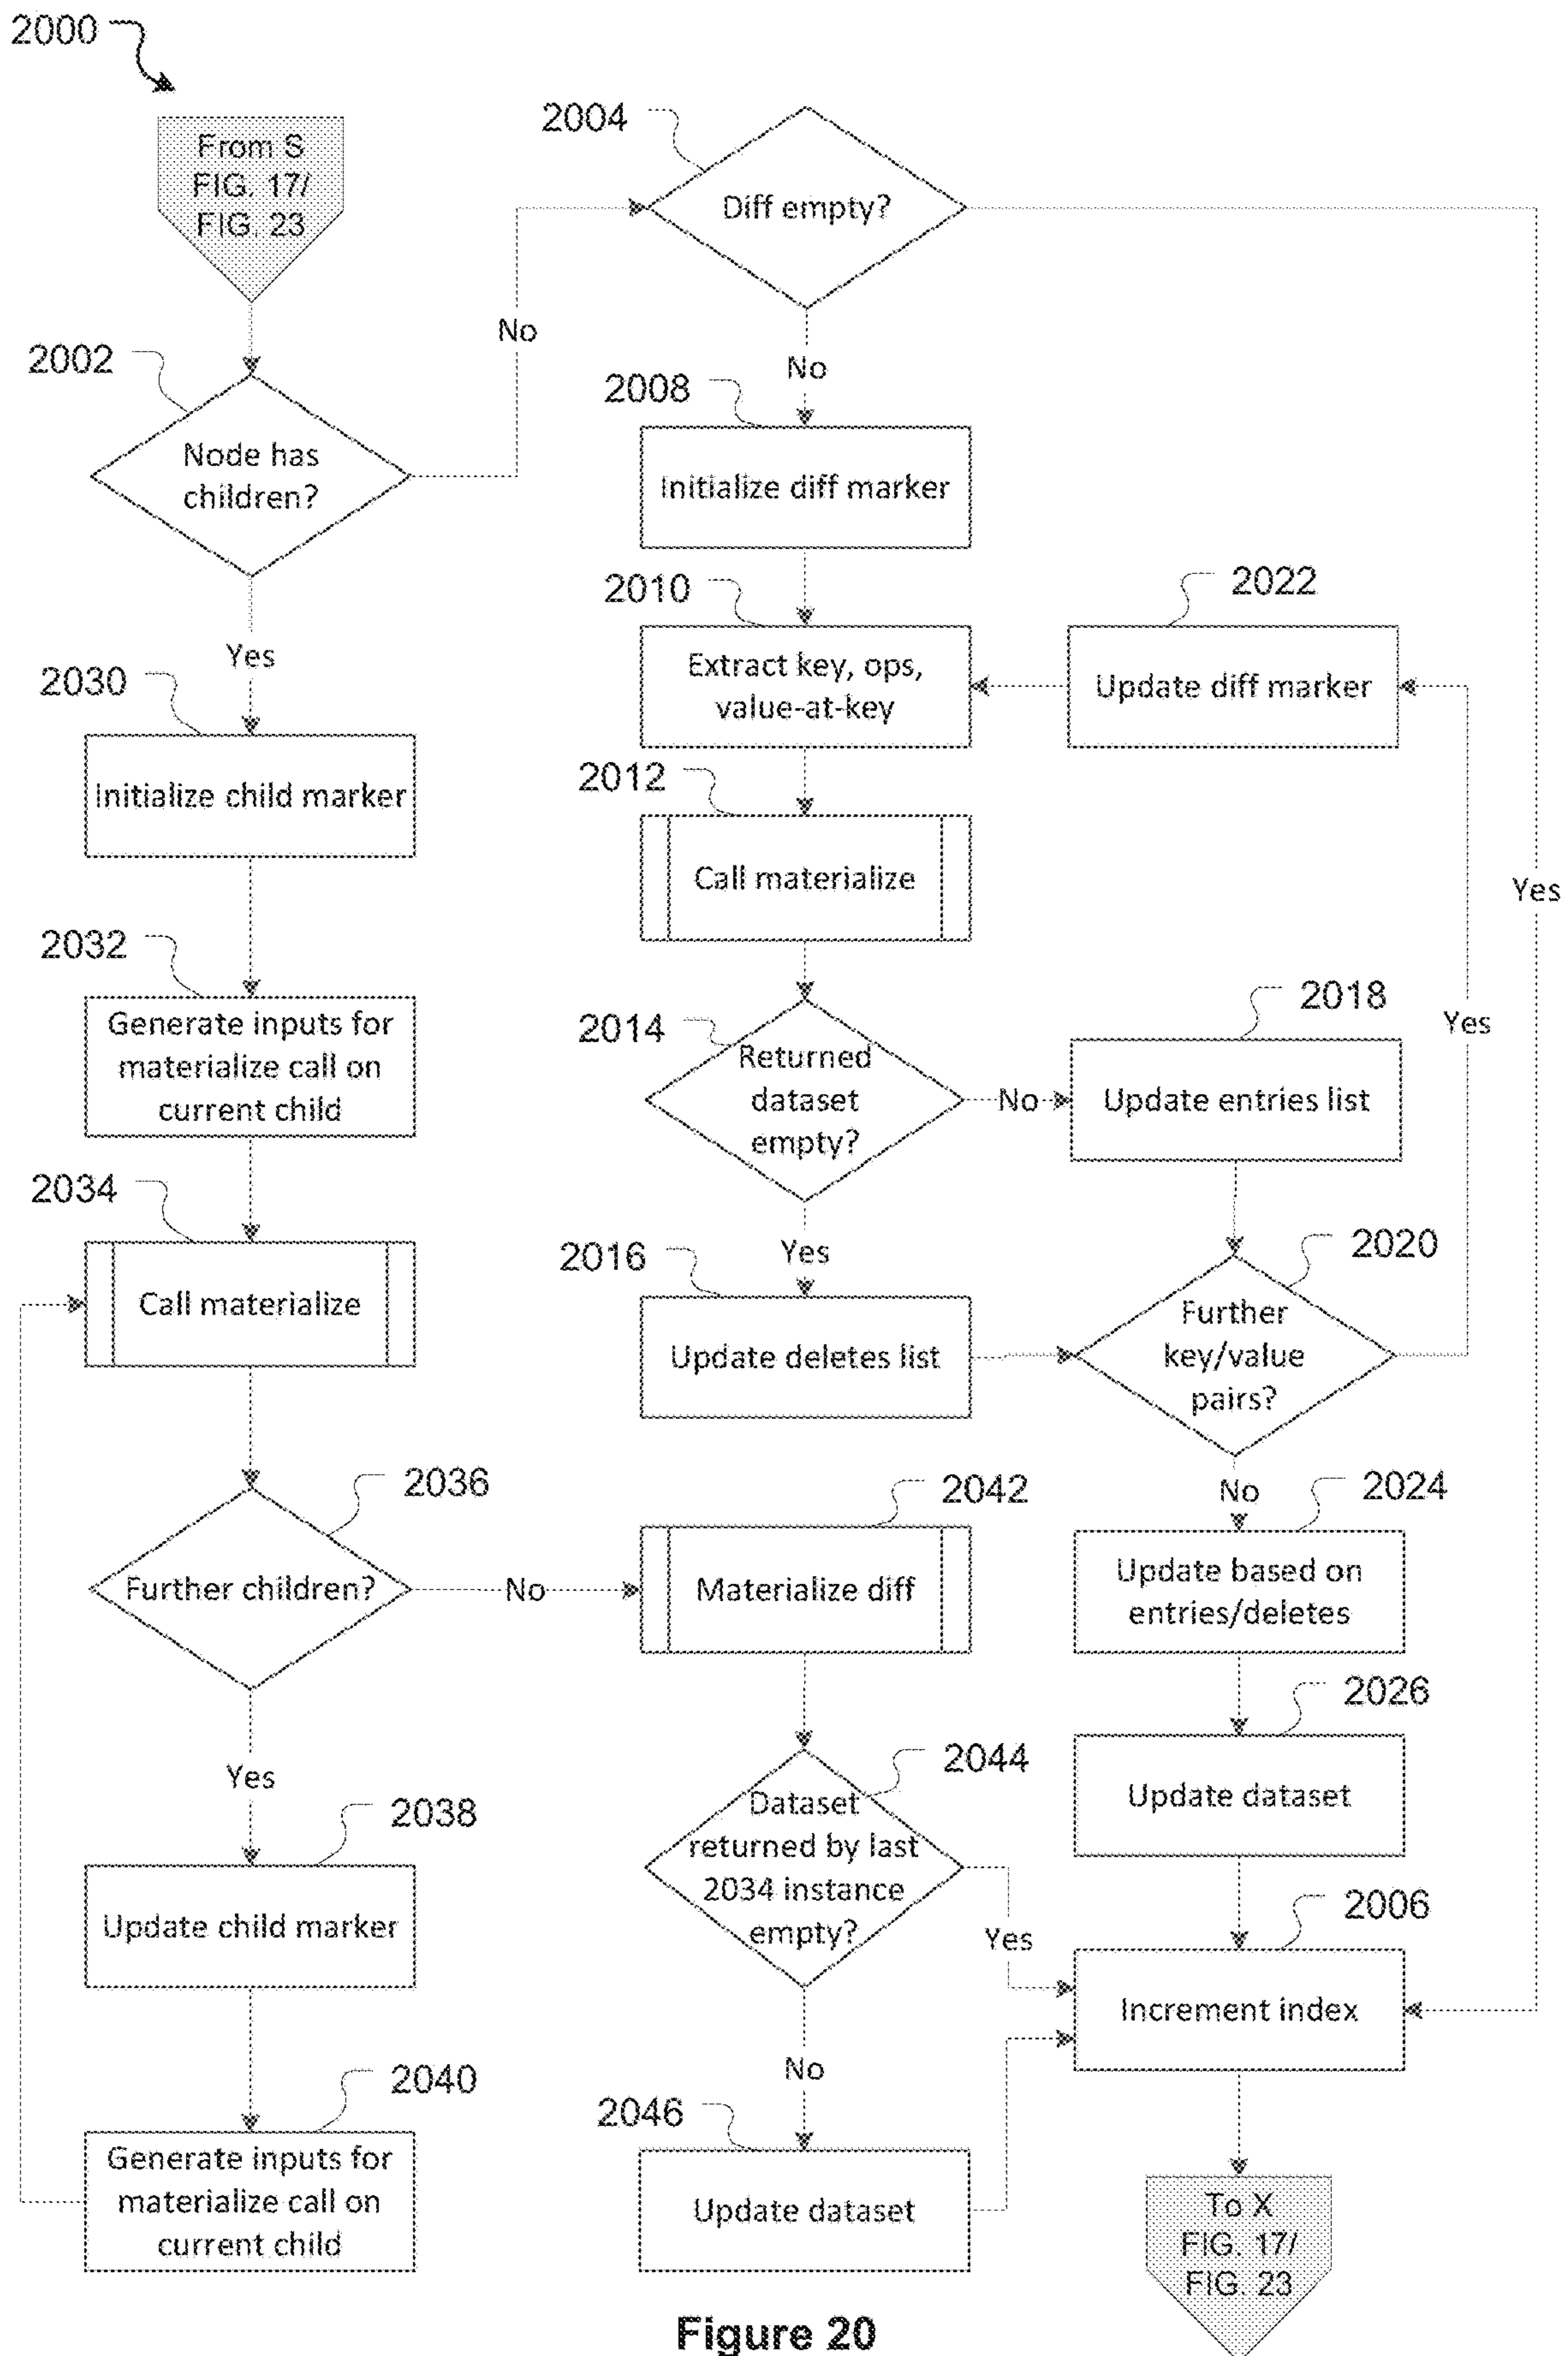 2000
From S
FIG. 17/
FIG. 23
2004
Diff empty?
No
2002
Node has
children?
No
2008
Initialize diff marker
2010
2022
Extract key, ops,
value-at-key
Update diff marker
Yes
2030
Initialize child marker
2012
Call materialize
Yes
2032
Generate inputs for
materialize call on
current child
2014
Returned
dataset
empty?
No
2018
Update entries list
Yes
2034
Call materialize
Yes
2016
Update deletes list
2020
Further
key/value
pairs?
2036
Further children?
No
2042
Materialize diff
No
2024
Update based on
entries/deletes
2026
Update dataset
Yes
2038
Update child marker
2044
Dataset
returned by last
2034 instance
empty?
Yes
2006
Increment index
2040
Generate inputs for
materialize call on
current child
No
2046
Update dataset
To X
FIG. 17/
FIG. 23
Figure 20